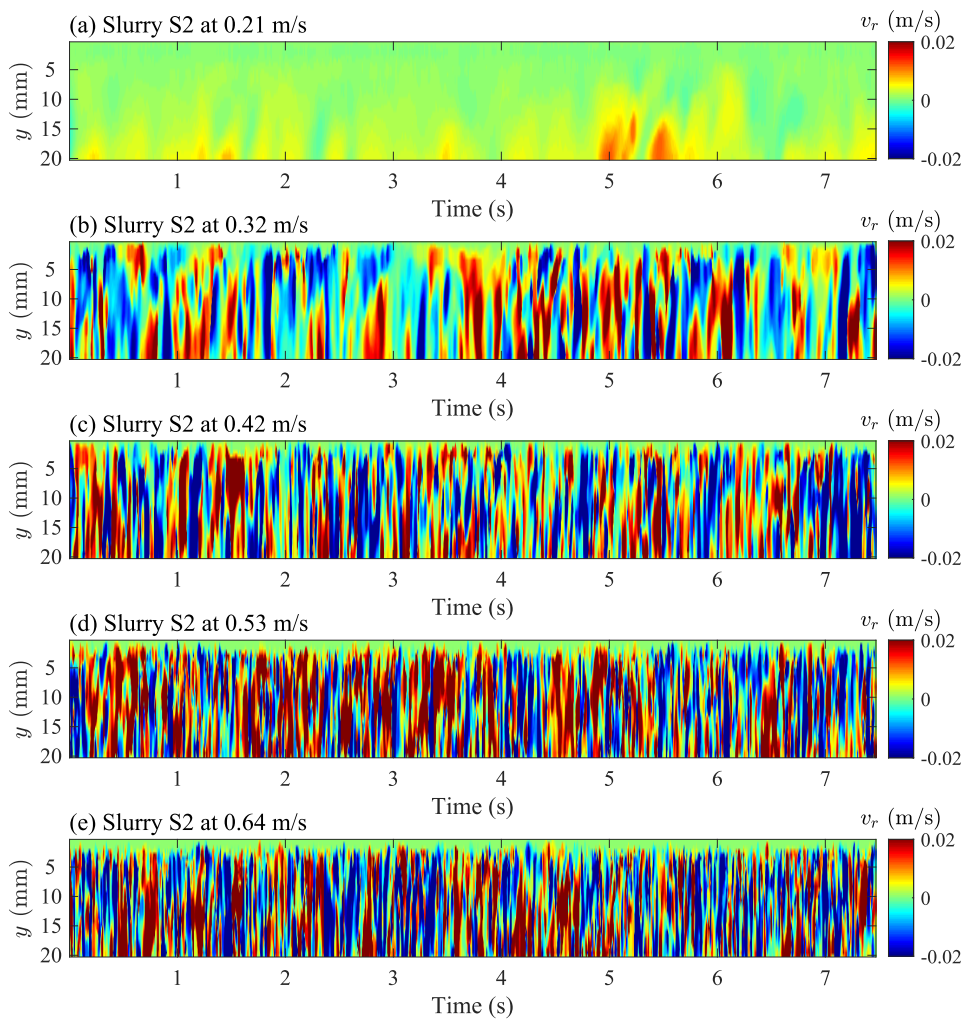 (a) Slurry S2 at 0.21 m/s
v_r (m/s)
y (mm)
5
10
15
20
1 2 3 4 5 6 7
Time (s)
0.02
0
-0.02
(b) Slurry S2 at 0.32 m/s
v_r (m/s)
y (mm)
5
10
15
20
1 2 3 4 5 6 7
Time (s)
0.02
0
-0.02
(c) Slurry S2 at 0.42 m/s
v_r (m/s)
y (mm)
5
10
15
20
1 2 3 4 5 6 7
Time (s)
0.02
0
-0.02
(d) Slurry S2 at 0.53 m/s
v_r (m/s)
y (mm)
5
10
15
20
1 2 3 4 5 6 7
Time (s)
0.02
0
-0.02
(e) Slurry S2 at 0.64 m/s
v_r (m/s)
y (mm)
5
10
15
20
1 2 3 4 5 6 7
Time (s)
0.02
0
-0.02